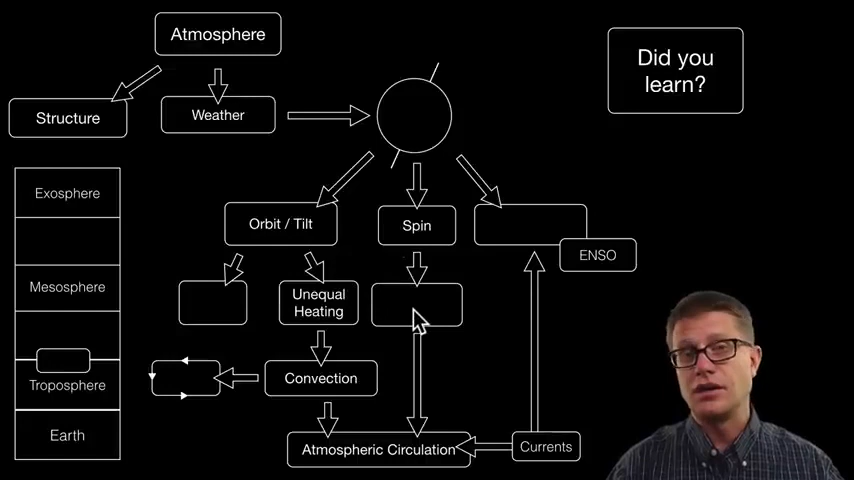 Atmosphere
Did you
learn?
Structure
Weather
Exosphere
Orbit / Tilt
Spin
ENSO
Mesosphere
Unequal
Heating
Troposphere
Convection
Earth
Atmospheric Circulation
Currents